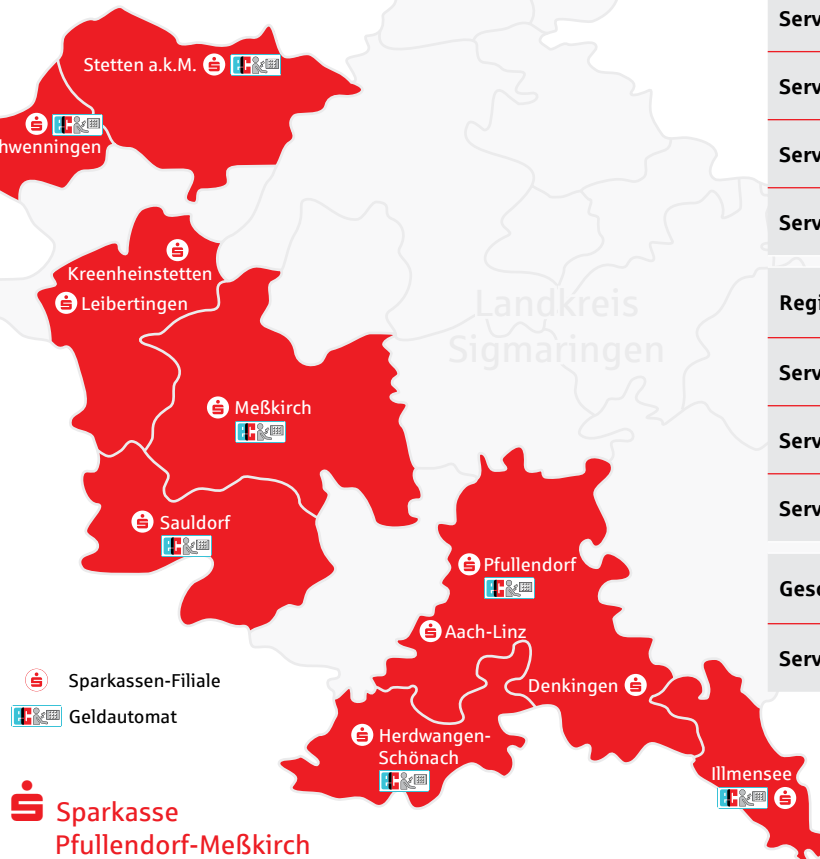 Stetten a.k.M.
hwenningen
Kreenheinstetten
Leibertingen
Landkreis
Sigmaringen
Meßkirch
Sauldorf
Pfullendorf
Aach-Linz
Denkingen
Herdwangen-
Schönach
Illmensee
Sparkassen-Filiale
Geldautomat
Sparkasse
Pfullendorf-Meßkirch
Serv
Serv
Serv
Serv
Regi
Serv
Serv
Serv
Gesc
Serv